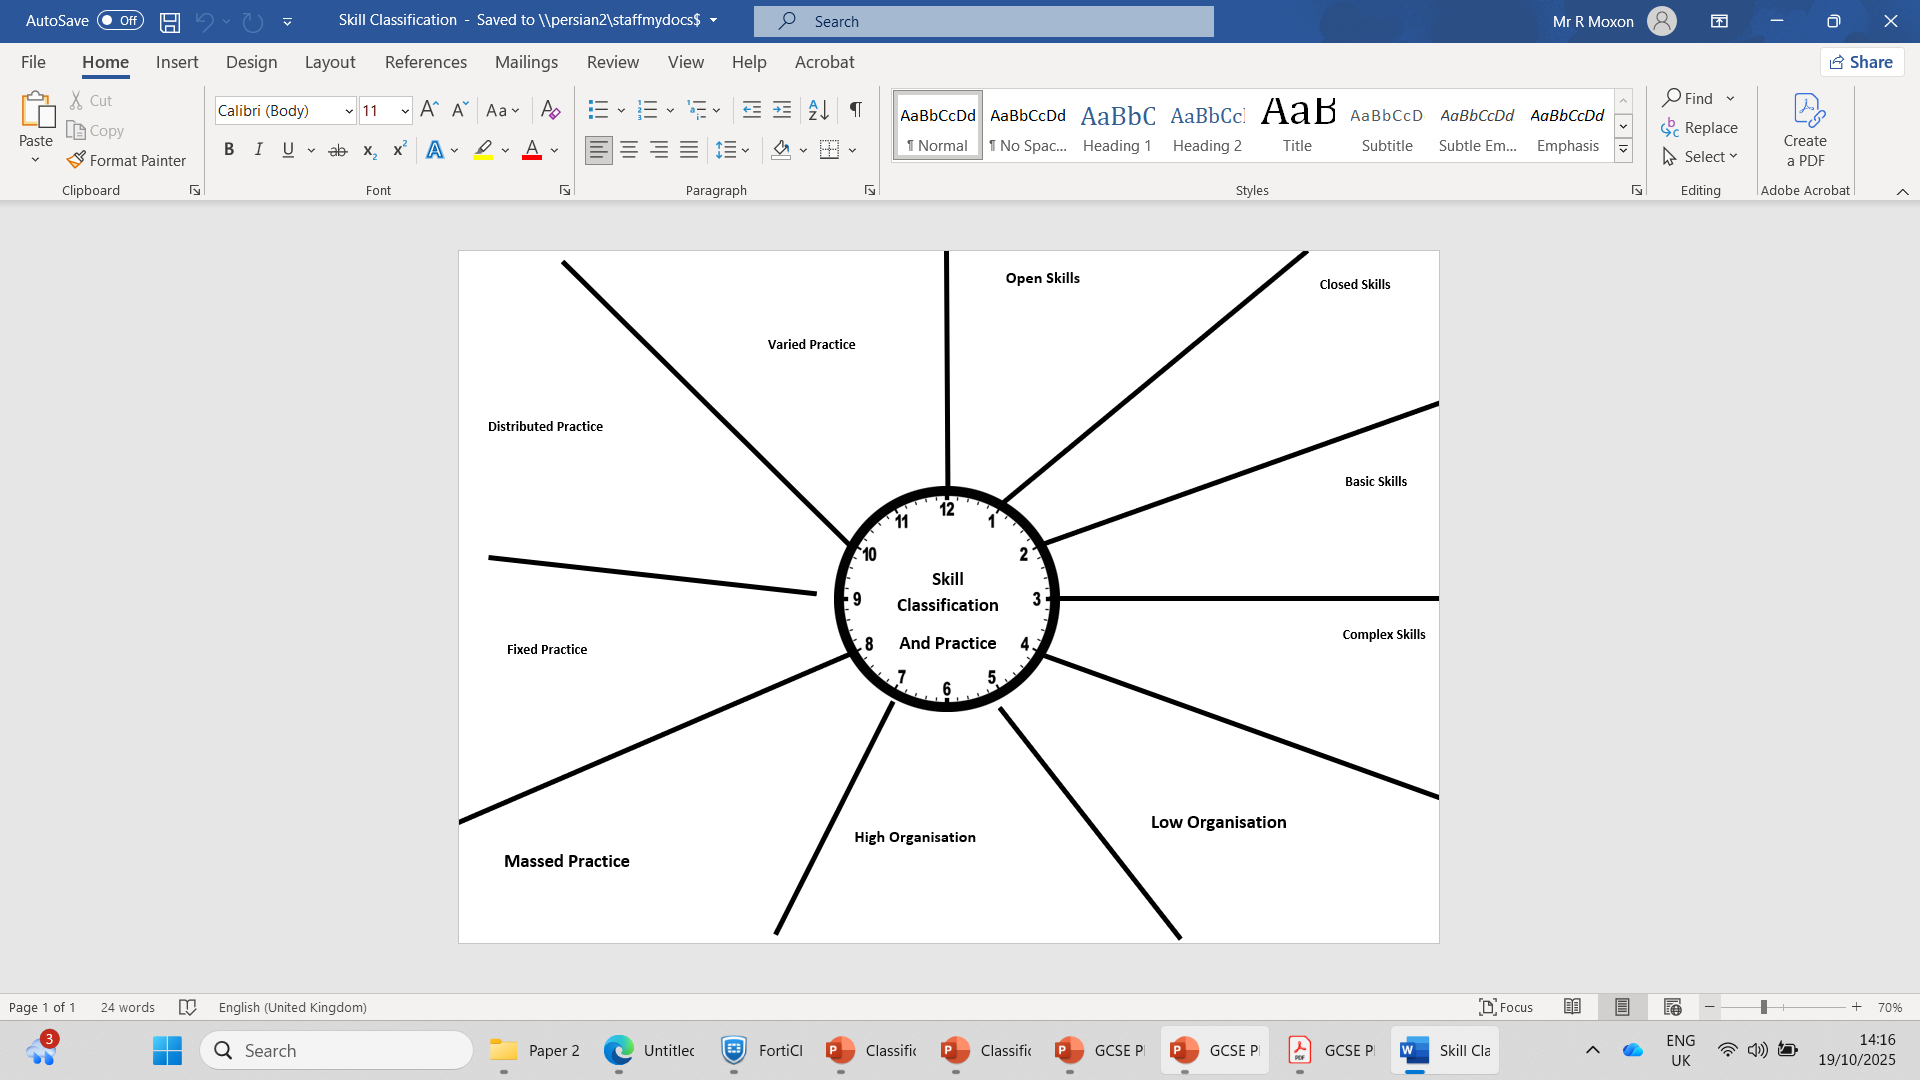 AutoSave Off Skill Classification - Saved to \\persian2\staffmydocs$ Search Mr R Moxon
File Home Insert Design Layout References Mailings Review View Help Acrobat Share
Paste Cut Copy Format Painter Clipboard
Calibri (Body) 11 Font
Paragraph
AaBbCcDd AaBbCcDd AaBbC AaBbCc AaB AaBbCcD AaBbCcDd AaBbCcDd
¶ Normal ¶ No Spac... Heading 1 Heading 2 Title Subtitle Subtle Em... Emphasis
Styles
Find Replace Select Editing
Create a PDF
Adobe Acrobat
Open Skills
Closed Skills
Varied Practice
Distributed Practice
Basic Skills
12
11 1
10 2
Skill
9 Classification 3
And Practice
8 4
7 5
6
Complex Skills
Fixed Practice
Low Organisation
High Organisation
Massed Practice
Page 1 of 1 24 words English (United Kingdom) Focus 70%
3 Search Paper 2 Untitled FortiCl Classific Classific GCSE P GCSE P GCSE P Skill Cla
ENG
UK
14:16
19/10/2025